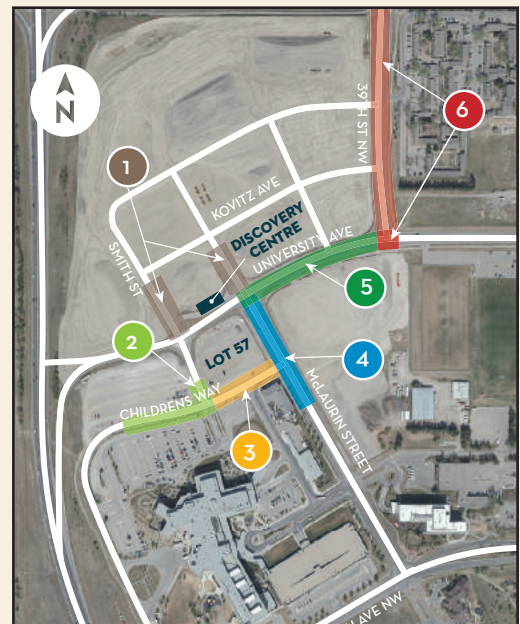 N
39TH ST NW
6
1
KOVITZ AVE
DISCOVERY
CENTRE
UNIVERSITY AVE
SMITH ST
5
2
LOT 57
4
CHILDRENS WAY
McLAURIN STREET
3
AVE NW